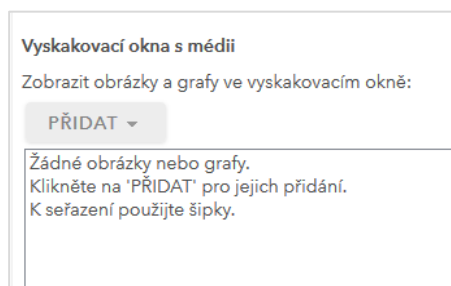 Vyskakovací okna s médii
Zobrazit obrázky a grafy ve vyskakovacím okně:
PŘIDAT
Žádné obrázky nebo grafy.
Klikněte na 'PŘIDAT' pro jejich přidání.
K seřazení použijte šipky.